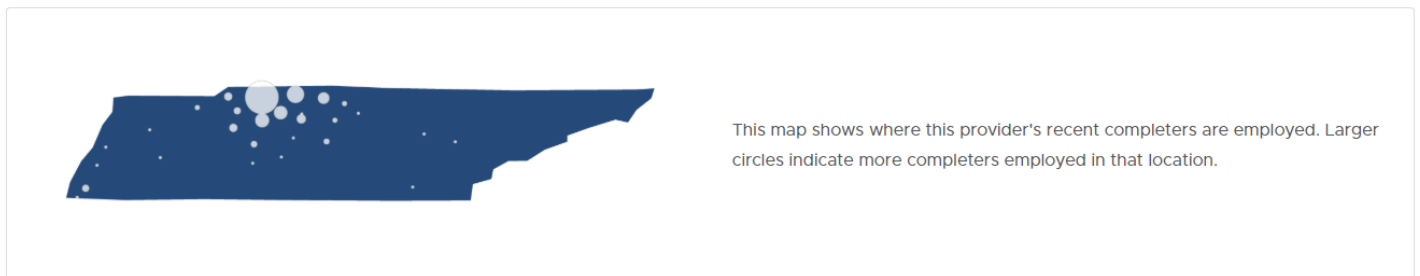 This map shows where this provider's recent completers are employed. Larger
circles indicate more completers employed in that location.